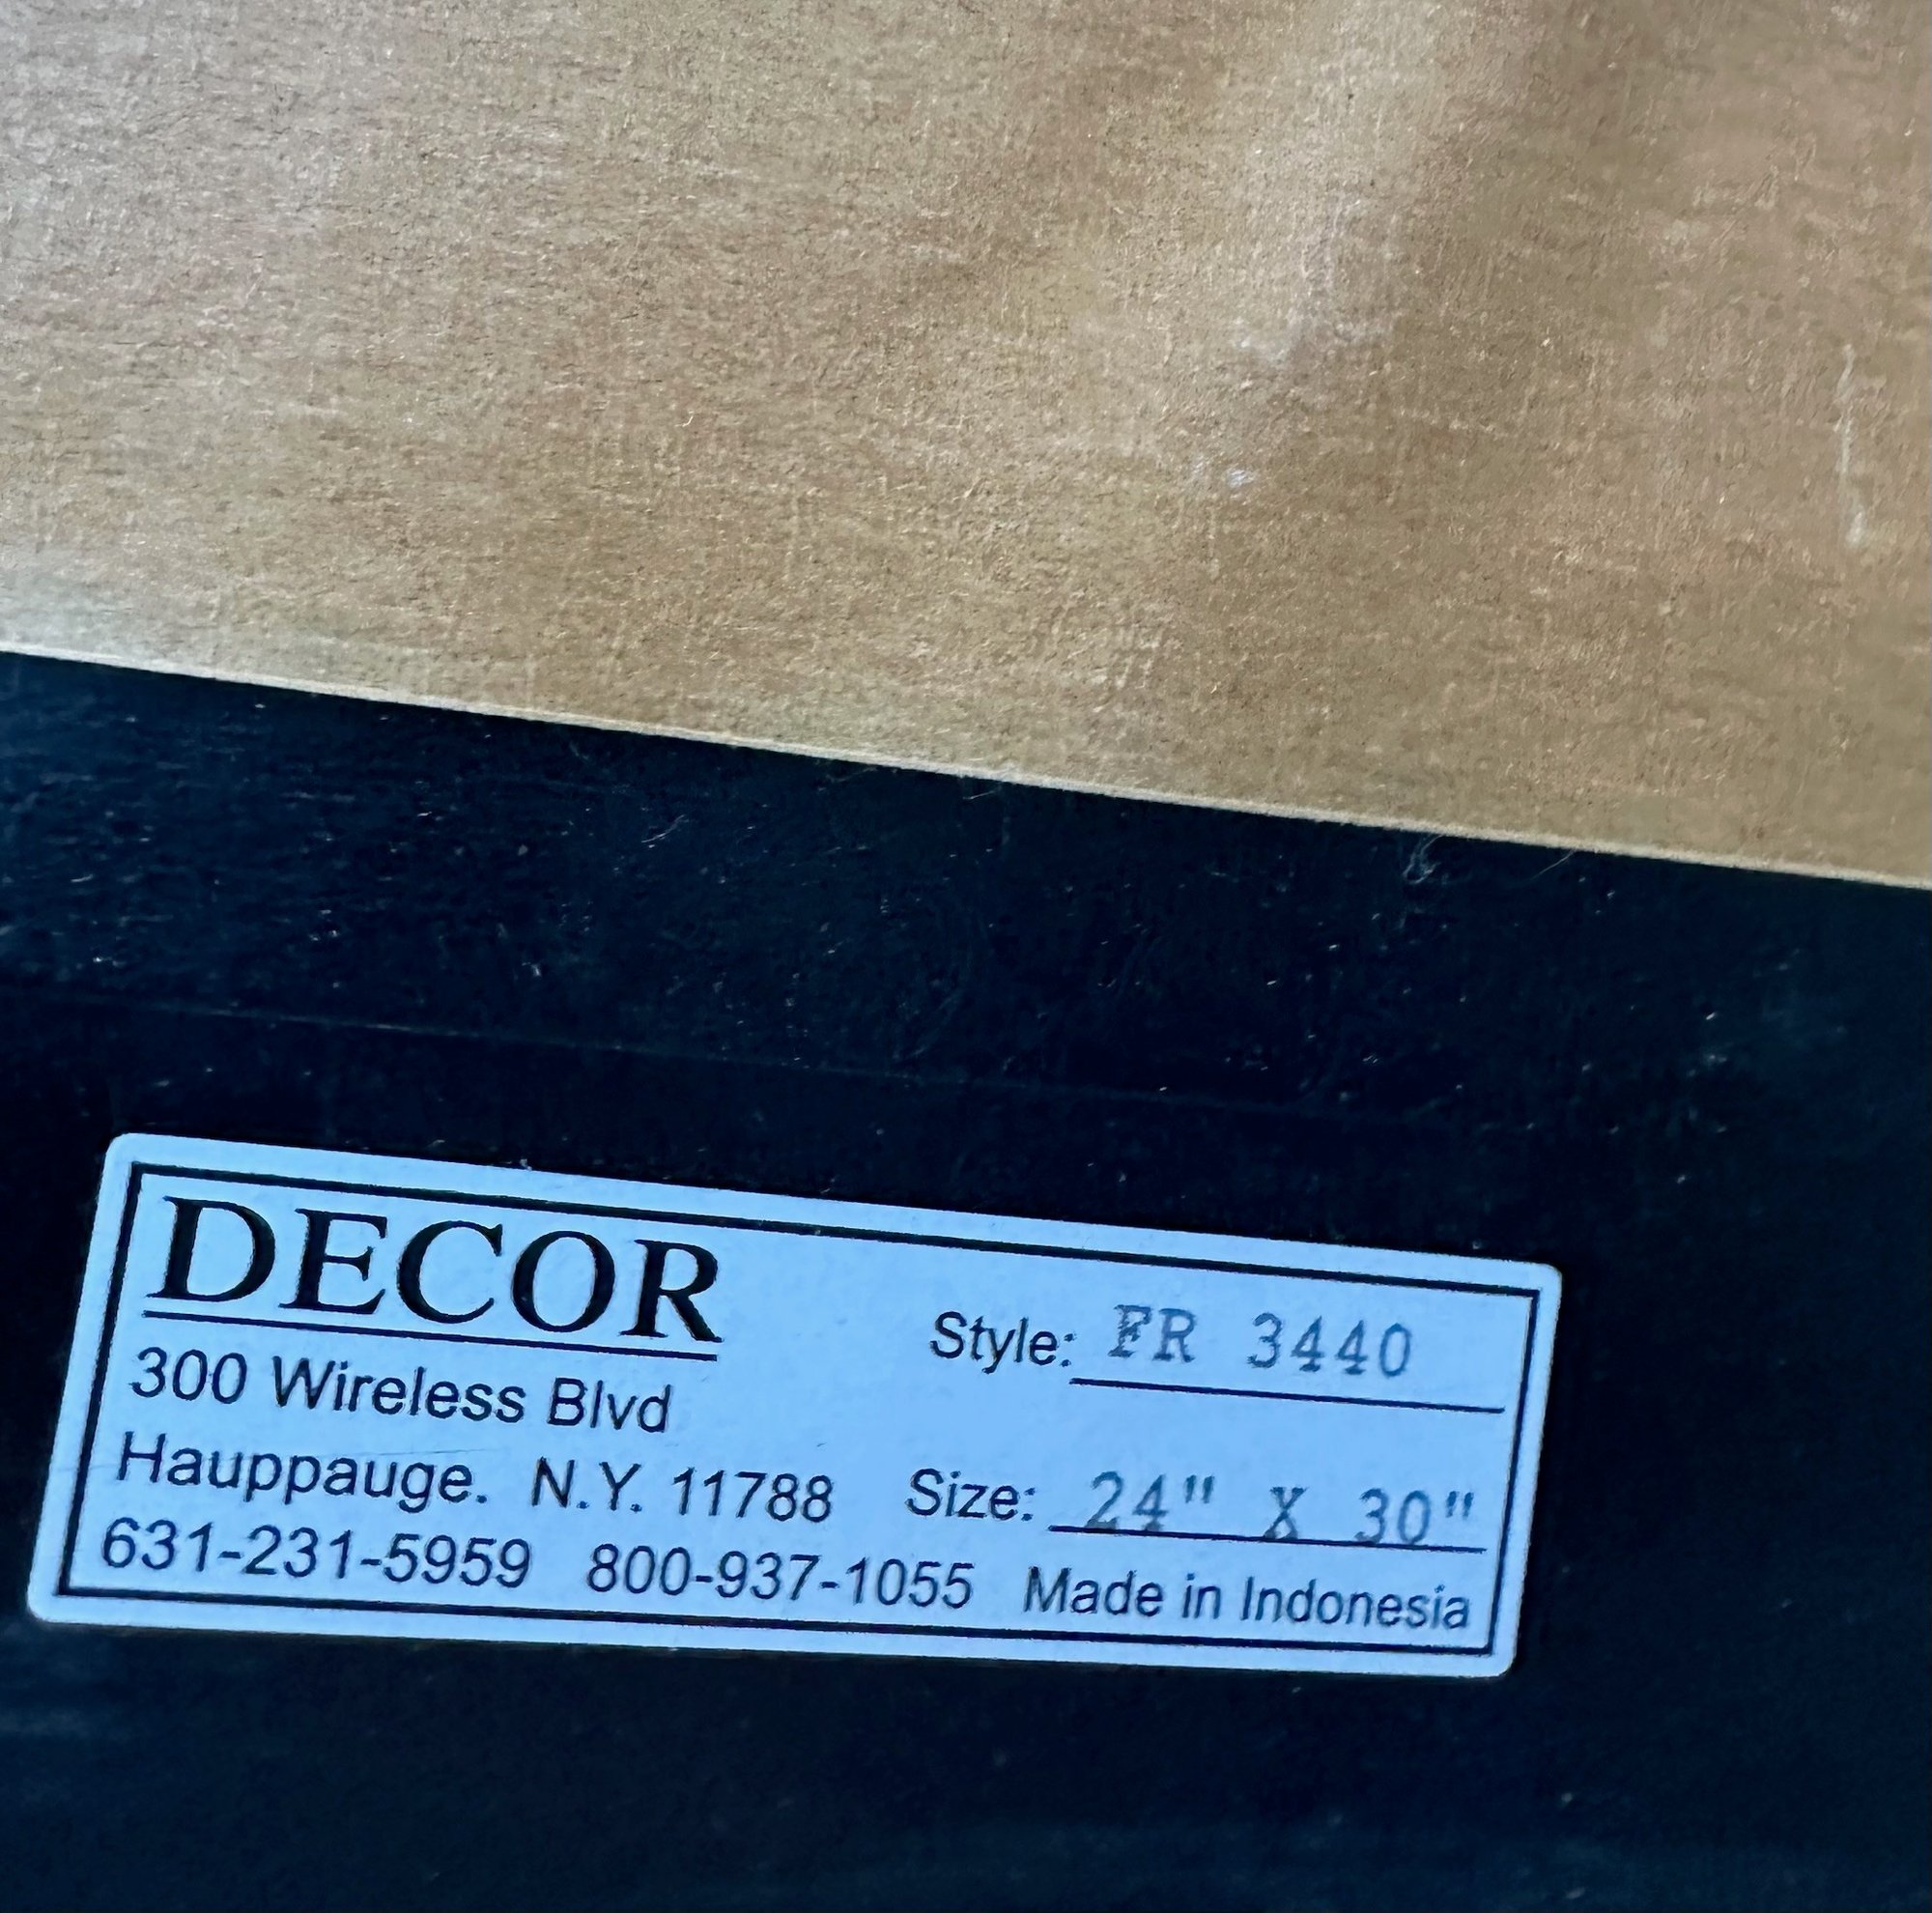 DECOR
Style: FR 3440
300 Wireless Blvd
Hauppauge. N.Y. 11788 Size: 24" X 30"
631-231-5959 800-937-1055 Made in Indonesia